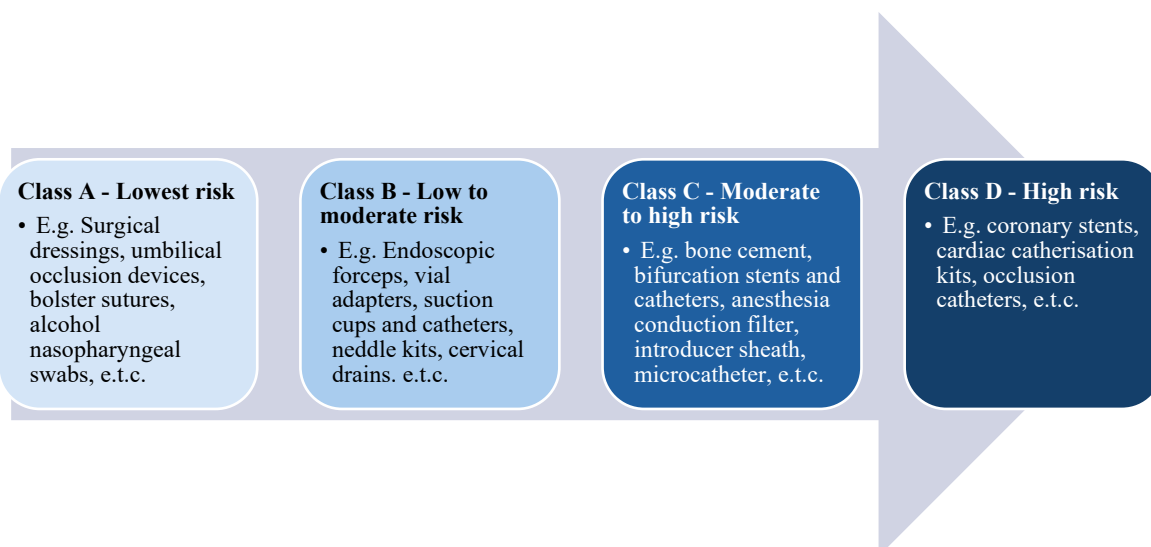 Class A - Lowest risk
• E.g. Surgical
dressings, umbilical
occlusion devices,
bolster sutures,
alcohol
nasopharyngeal
swabs, e.t.c.
Class B - Low to
moderate risk
• E.g. Endoscopic
forceps, vial
adapters, suction
cups and catheters,
neddle kits, cervical
drains. e.t.c.
Class C - Moderate
to high risk
• E.g. bone cement,
bifurcation stents and
catheters, anesthesia
conduction filter,
introducer sheath,
microcatheter, e.t.c.
Class D - High risk
• E.g. coronary stents,
cardiac catherisation
kits, occlusion
catheters, e.t.c.